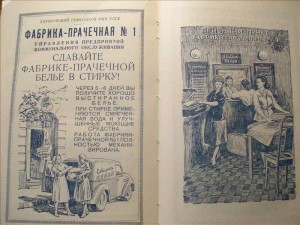 ФАБРИКА-ПРАЧЕЧНАЯ № 1
УПРАВЛЕНИЯ ПРЕДПРИЯТИЙ
КОММУНАЛЬНОГО ОБСЛУЖИВАНИЯ
СДАВАЙТЕ
ФАБРИКЕ-ПРАЧЕЧНОЙ
БЕЛЬЕ В СТИРКУ!
ЧЕРЕЗ 5-6 ДНЕЙ ВЫ
ПОЛУЧИТЕ ХОРОШО
ВЫСТИРАННОЕ
БЕЛЬЕ
ПРИ СТИРКЕ ПРИМЕ-
НЯЮТСЯ СМЯГЧЕН-
НАЯ ВОДА И УЛУЧ-
ШЕННЫЕ МОЮЩИЕ
СРЕДСТВА.
РАБОТА ФАБРИКИ-
ПРАЧЕЧНОЙ ПОЛ-
НОСТЬЮ МЕХАНИ-
ЗИРОВАНА.